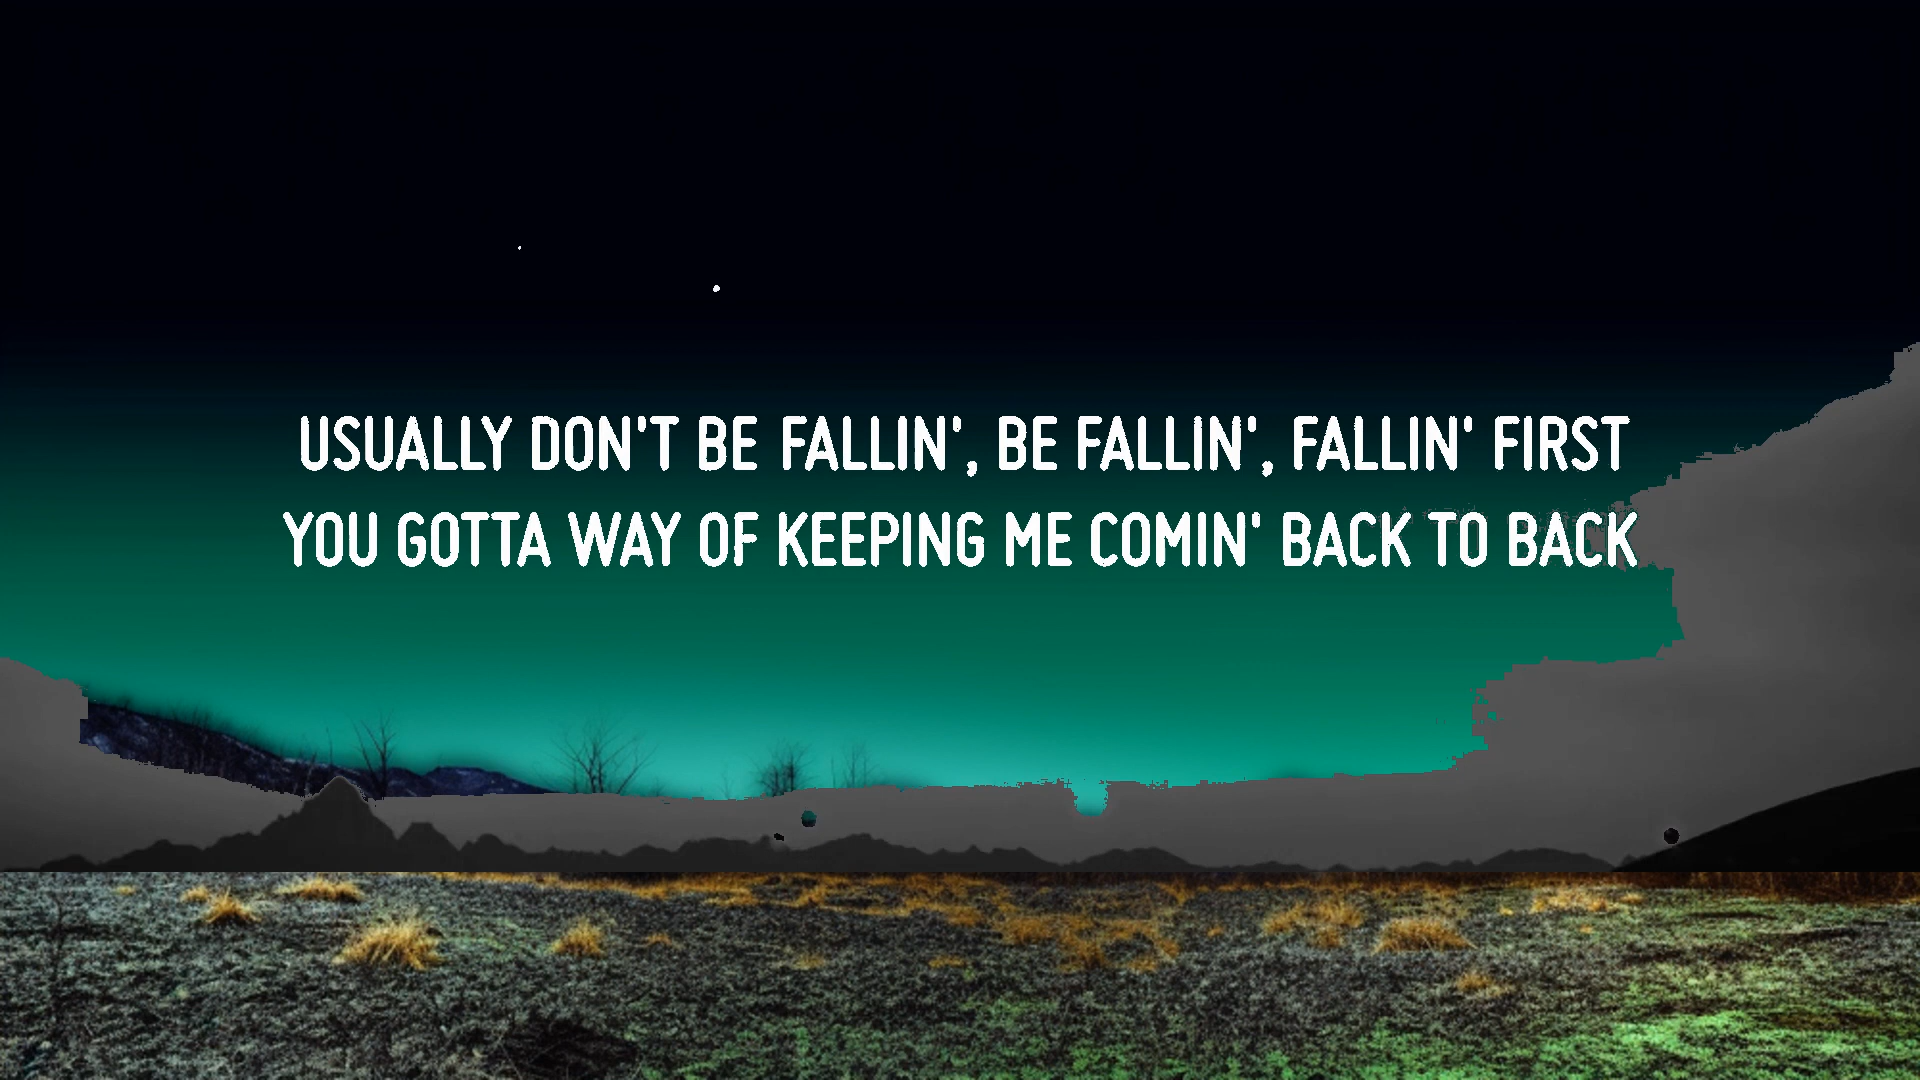 USUALLY DON'T BE FALLIN', BE FALLIN', FALLIN' FIRST
YOU GOTTA WAY OF KEEPING ME COMIN' BACK TO BACK